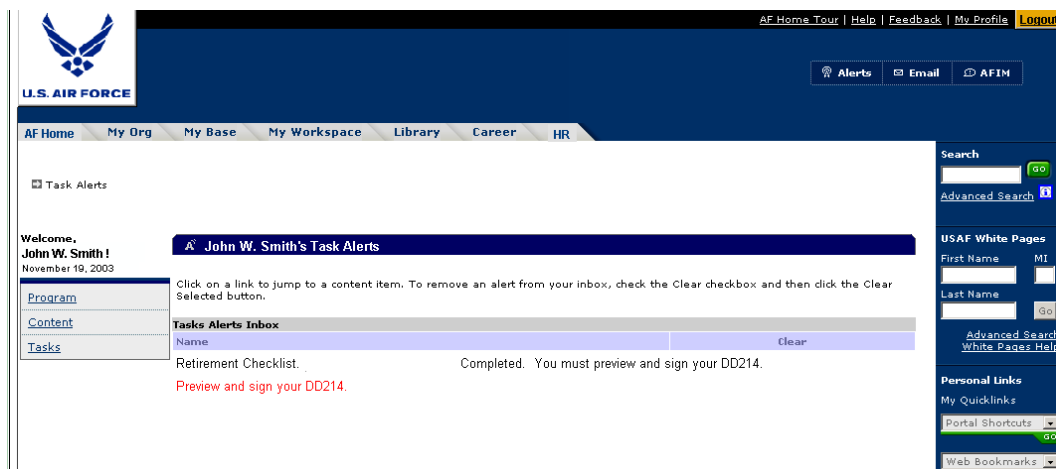 AF Home Tour | Help | Feedback | My Profile Logout
U.S. AIR FORCE
Alerts Email AFIM
AF Home My Org My Base My Workspace Library Career HR
Task Alerts
Welcome,
John W. Smith !
November 19, 2003
Program
Content
Tasks
John W. Smith's Task Alerts
Click on a link to jump to a content item. To remove an alert from your inbox, check the Clear checkbox and then click the Clear
Selected button.
Tasks Alerts Inbox
Name Clear
Retirement Checklist. Completed. You must preview and sign your DD214.
Preview and sign your DD214.
Search
GO
Advanced Search
USAF White Pages
First Name MI
Last Name
Go
Advanced Search
White Pages Help
Personal Links
My Quicklinks
Portal Shortcuts
GO
Web Bookmarks